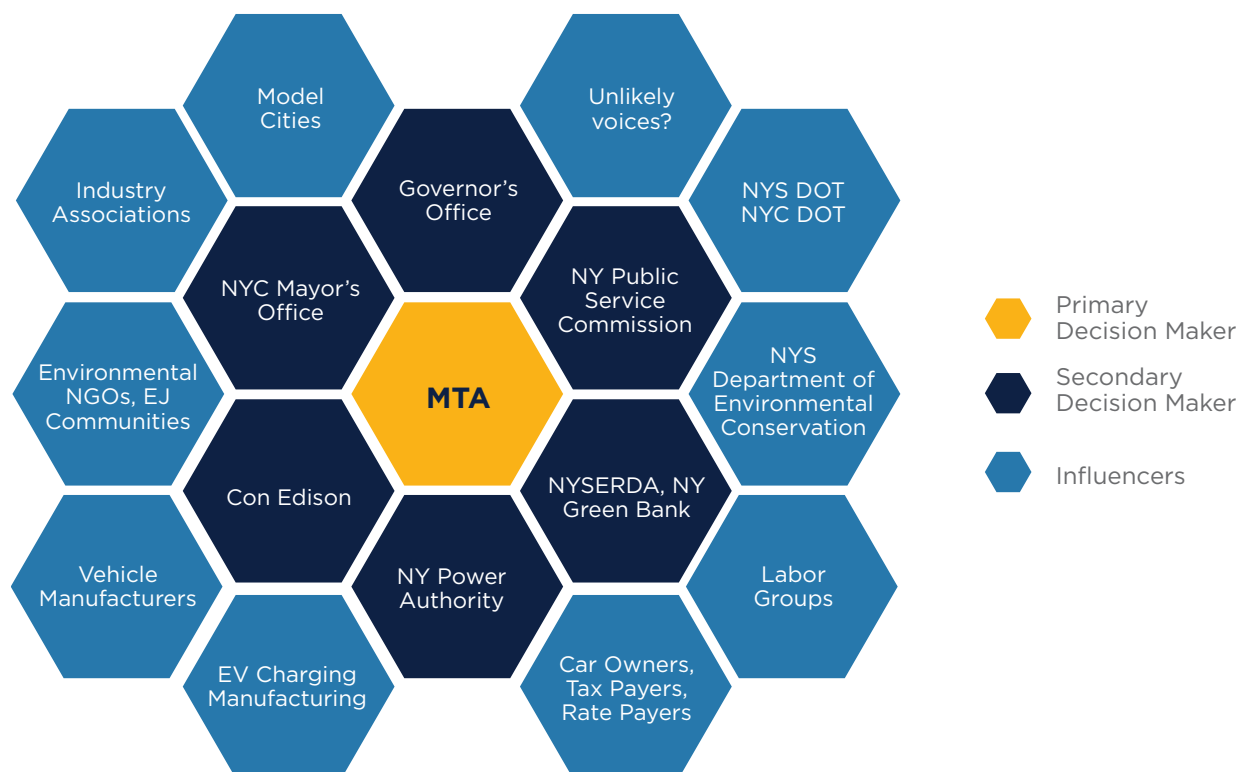 Model
Cities
Unlikely
voices?
Industry
Associations
Governor's
Office
NYS DOT
NYC DOT
NYC Mayor's
Office
NY Public
Service
Commission
Environmental
NGOs, EJ
Communities
MTA
NYS
Department of
Environmental
Conservation
Con Edison
NYSERDA, NY
Green Bank
Vehicle
Manufacturers
NY Power
Authority
Labor
Groups
EV Charging
Manufacturing
Car Owners,
Tax Payers,
Rate Payers
Primary
Decision Maker
Secondary
Decision Maker
Influencers